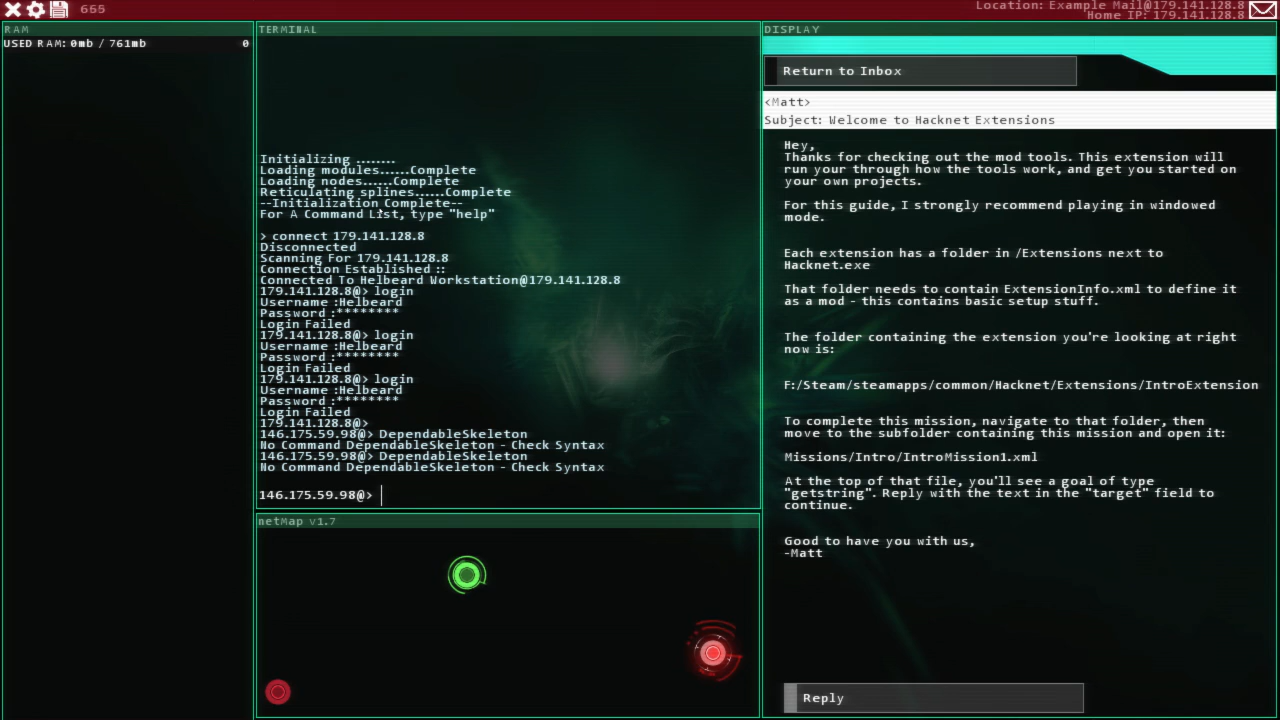 665
Location: Example Mail@179.141.128.8
Home IP: 179.141.128.8
RAM
USED RAM: 0mb / 761mb 0
TERMINAL
Initializing ........
Loading modules......Complete
Loading nodes......Complete
Reticulating splines......Complete
--Initialization Complete--
For A Command List, type "help"
> connect 179.141.128.8
Disconnected
Scanning For 179.141.128.8
Connection Established ::
Connected To Helbeard Workstation@179.141.128.8
179.141.128.8@> login
Username :Helbeard
Password :********
Login Failed
179.141.128.8@> login
Username :Helbeard
Password :********
Login Failed
179.141.128.8@> login
Username :Helbeard
Password :********
Login Failed
179.141.128.8@>
146.175.59.98@> DependableSkeleton
No Command DependableSkeleton - Check Syntax
146.175.59.98@> DependableSkeleton
No Command DependableSkeleton - Check Syntax
146.175.59.98@>
netMap v1.7
DISPLAY
Return to Inbox
<Matt>
Subject: Welcome to Hacknet Extensions
Hey,
Thanks for checking out the mod tools. This extension will
run your through how the tools work, and get you started on
your own projects.
For this guide, I strongly recommend playing in windowed
mode.
Each extension has a folder in /Extensions next to
Hacknet.exe
That folder needs to contain ExtensionInfo.xml to define it
as a mod - this contains basic setup stuff.
The folder containing the extension you're looking at right
now is:
F:/Steam/steamapps/common/Hacknet/Extensions/IntroExtension
To complete this mission, navigate to that folder, then
move to the subfolder containing this mission and open it:
Missions/Intro/IntroMission1.xml
At the top of that file, you'll see a goal of type
"getstring". Reply with the text in the "target" field to
continue.
Good to have you with us,
-Matt
Reply